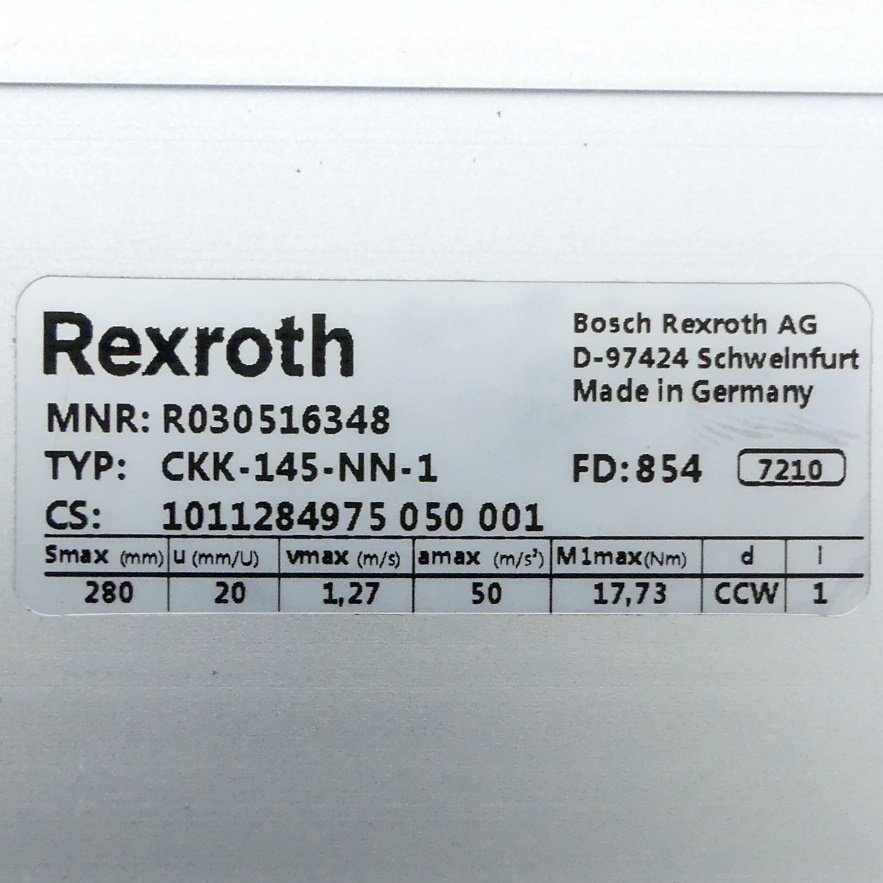 Rexroth
Bosch Rexroth AG
D-97424 Schweinfurt
Made in Germany
MNR: R030516348
TYP: CKK-145-NN-1 FD:854 7210
CS: 1011284975 050 001
Smax (mm) u (mm/U) vmax (m/s) amax (m/s²) M1max(Nm) d i
280 20 1,27 50 17,73 CCW 1